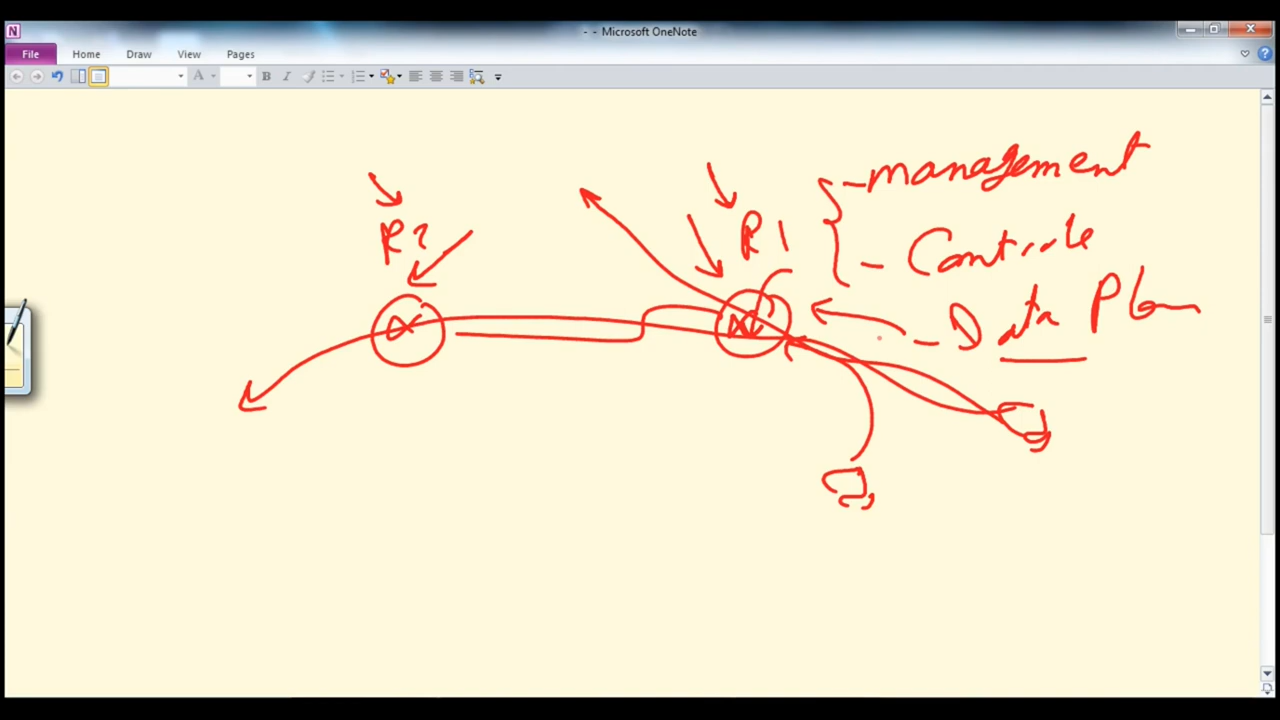 - - Microsoft OneNote
File Home Draw View Pages
A B I
- management
R2 R1
- Controle
- Data Plan